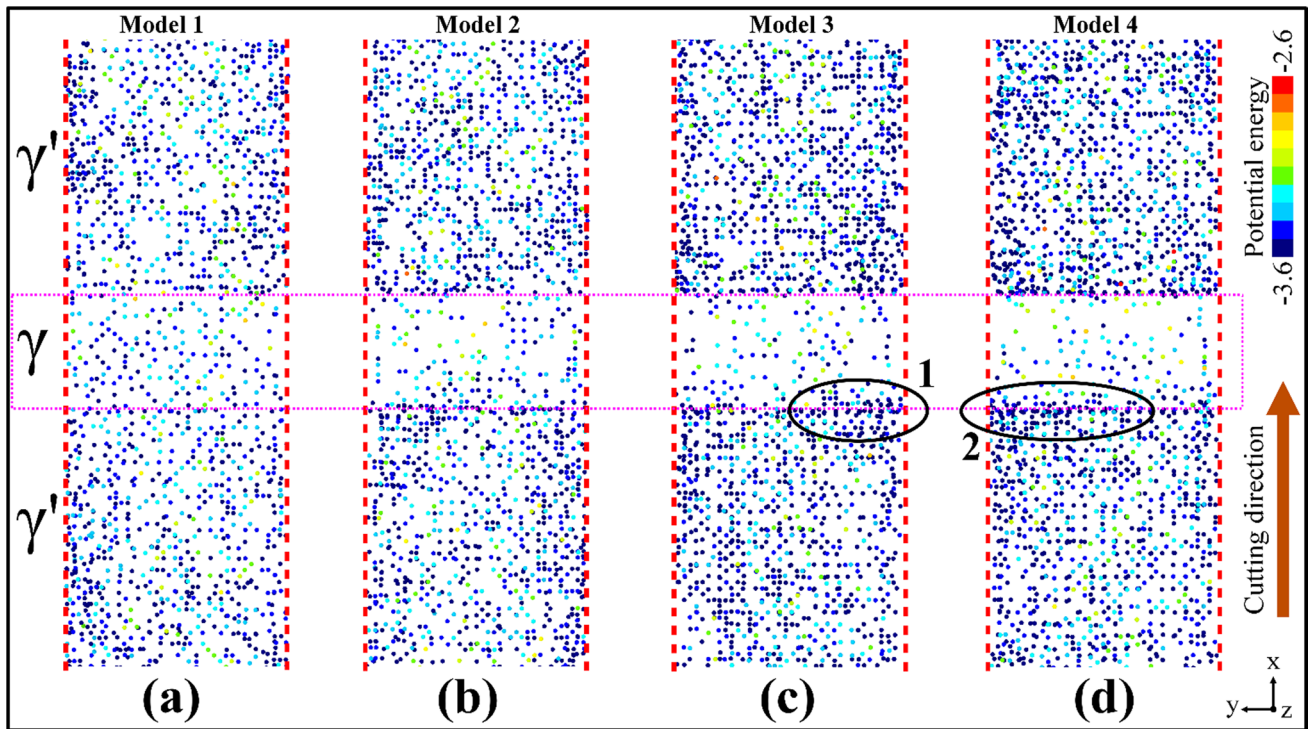 Model 1
Model 2
Model 3
Model 4
γ'
γ
γ'
1
2
-2.6
Potential energy
-3.6
Cutting direction
x
y
z
(a)
(b)
(c)
(d)